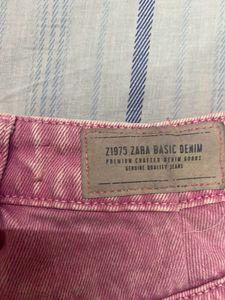 Z1975 ZARA BASIC DENIM
PREMIUM CRAFTED DENIM GOODS
GENUINE QUALITY JEANS